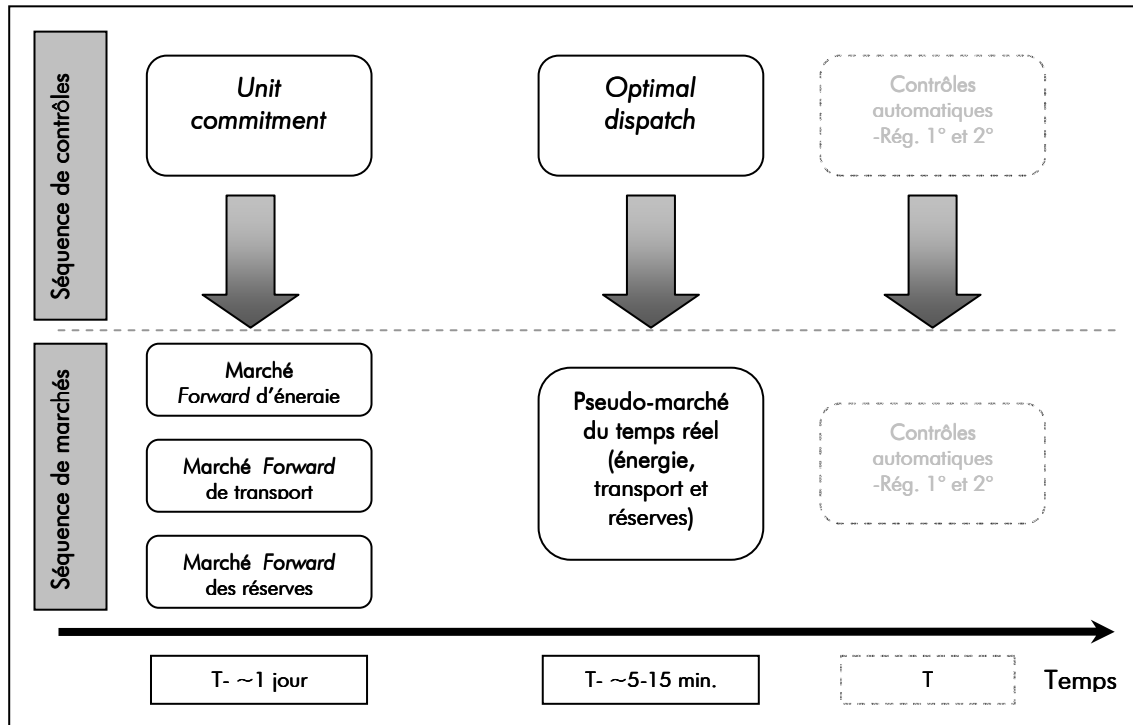 Séquence de contrôles
Unit
commitment
Optimal
dispatch
Contrôles
automatiques
-Rég. 1° et 2°
Séquence de marchés
Marché
Forward d'éneraie
Marché Forward
de transport
Marché Forward
des réserves
Pseudo-marché
du temps réel
(énergie,
transport et
réserves)
Contrôles
automatiques
-Rég. 1° et 2°
T- ~1 jour
T- ~5-15 min.
T
Temps